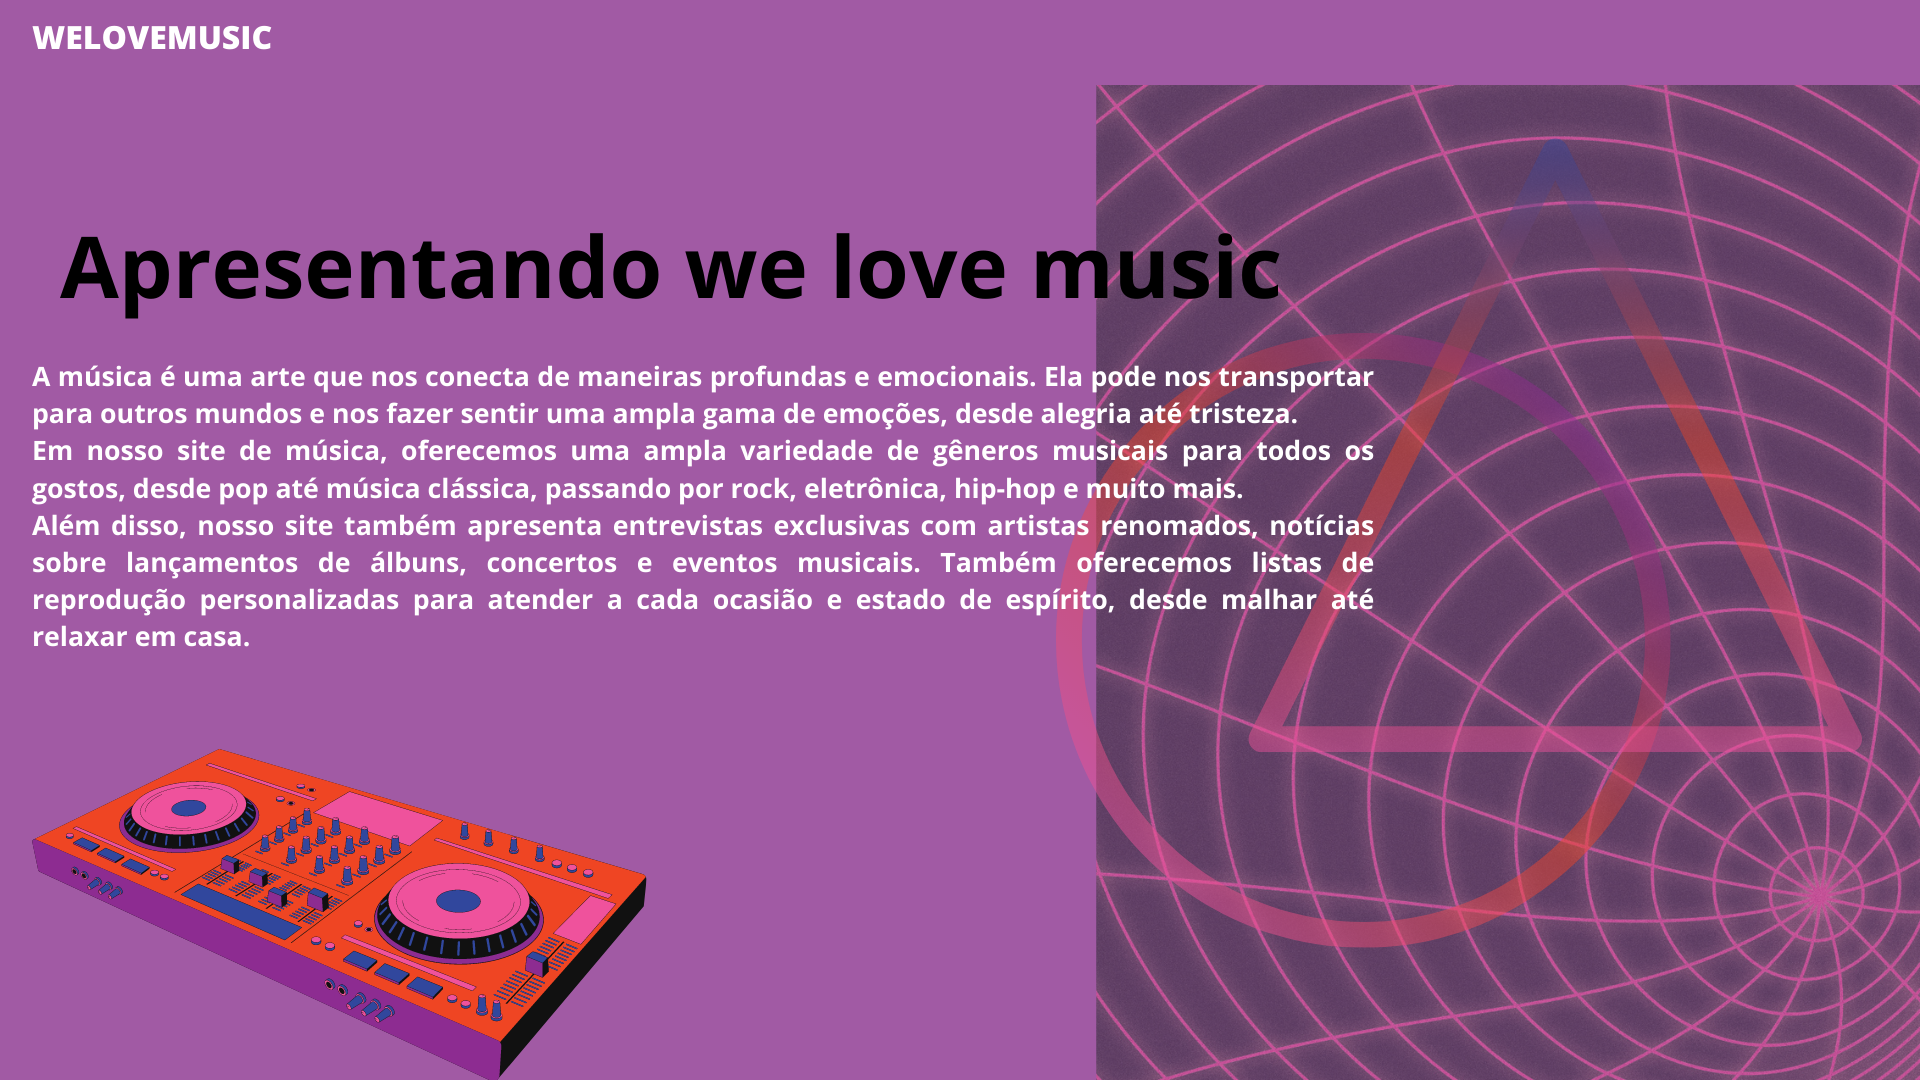 WELOVEMUSIC
Apresentando we love music
A música é uma arte que nos conecta de maneiras profundas e emocionais. Ela pode nos transportar
para outros mundos e nos fazer sentir uma ampla gama de emoções, desde alegria até tristeza.
Em nosso site de música, oferecemos uma ampla variedade de gêneros musicais para todos os
gostos, desde pop até música clássica, passando por rock, eletrônica, hip-hop e muito mais.
Além disso, nosso site também apresenta entrevistas exclusivas com artistas renomados, notícias
sobre lançamentos de álbuns, concertos e eventos musicais. Também oferecemos listas de
reprodução personalizadas para atender a cada ocasião e estado de espírito, desde malhar até
relaxar em casa.